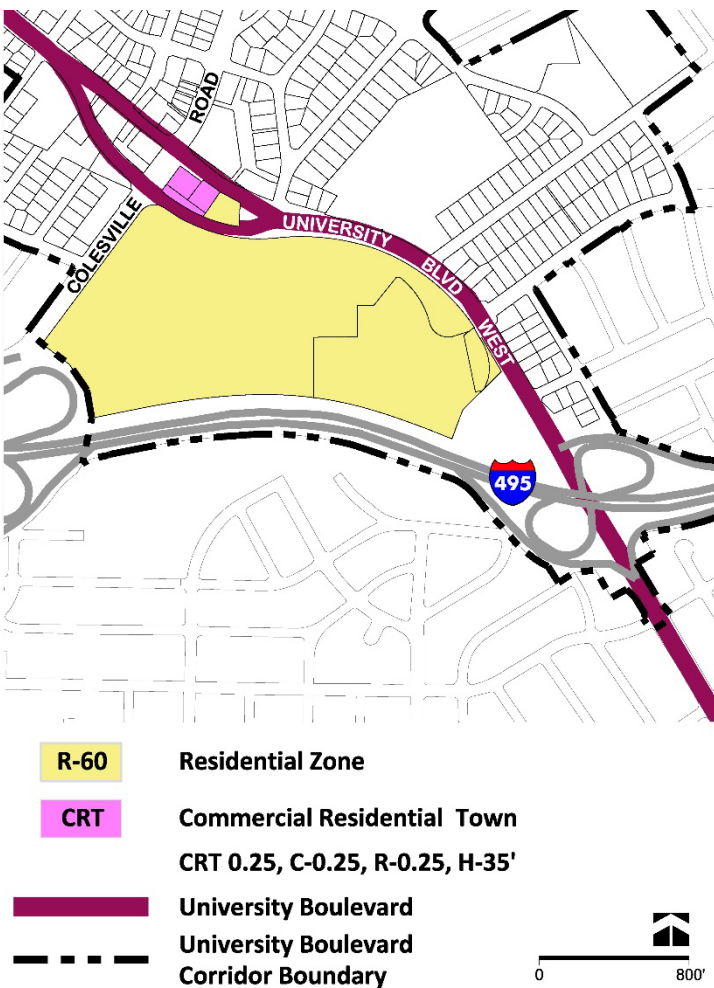 ROAD
COLESVILLE
UNIVERSITY
BLVD
WEST
495
R-60 Residential Zone
CRT Commercial Residential Town
CRT 0.25, C-0.25, R-0.25, H-35'
University Boulevard
University Boulevard
Corridor Boundary
0 800'